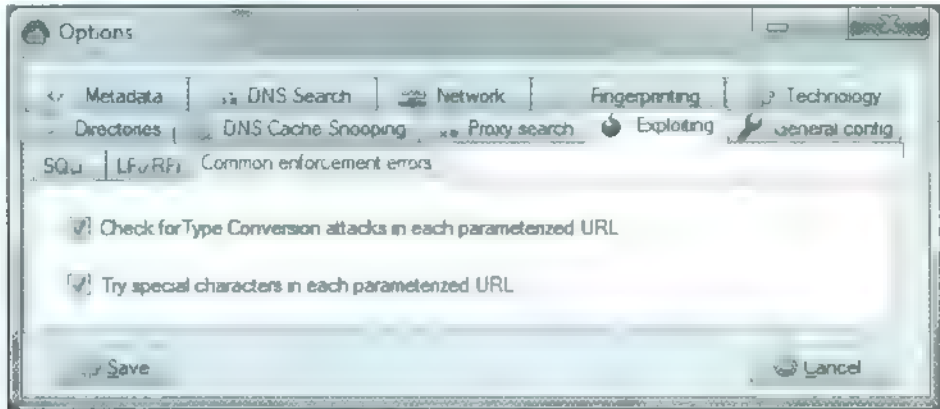 Options
Metadata DNS Search Network Fingerprinting Technology
Directories DNS Cache Snooping Proxy search Exploiting General config
SQLi LFI/RFI Common enforcement errors
Check for Type Conversion attacks in each parameterized URL
Try special characters in each parameterized URL
Save Cancel